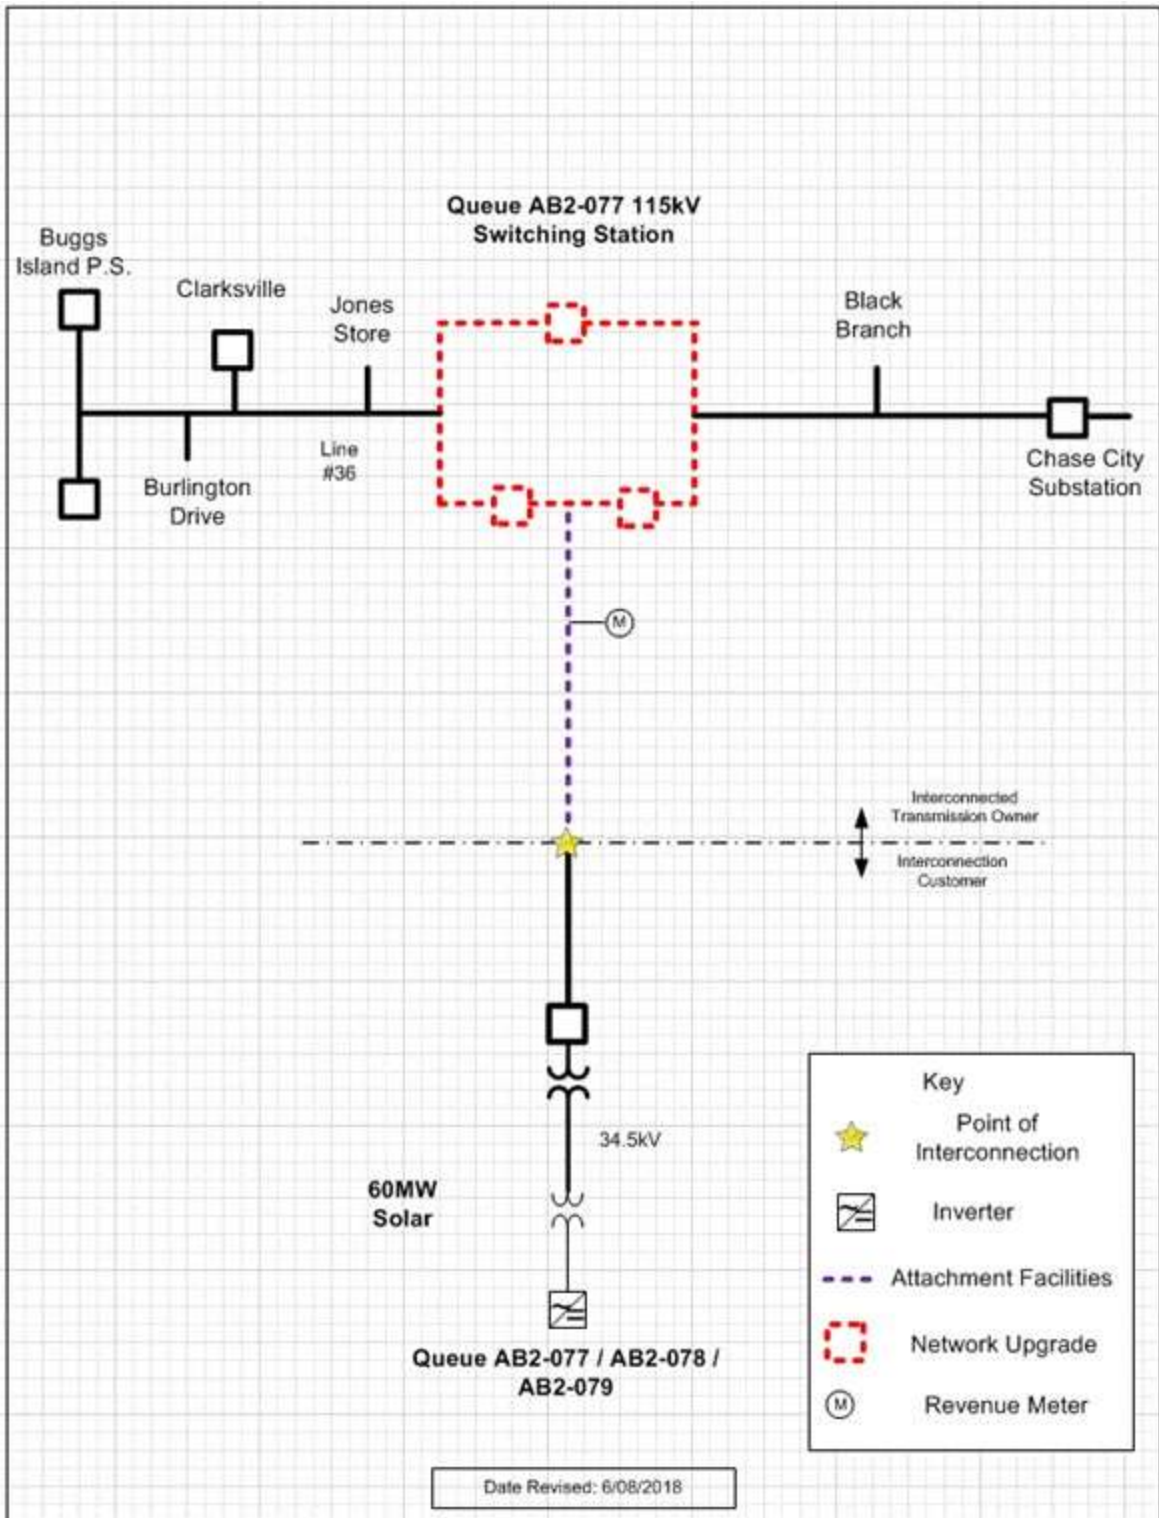 Queue AB2-077 115kV
Switching Station
Buggs
Island P.S.
Clarksville
Jones
Store
Black
Branch
Line
#36
Burlington
Drive
Chase City
Substation
M
Interconnected
Transmission Owner
Interconnection
Customer
34.5kV
60MW
Solar
Queue AB2-077 / AB2-078 /
AB2-079
Key
Point of
Interconnection
Inverter
Attachment Facilities
Network Upgrade
M
Revenue Meter
Date Revised: 6/08/2018